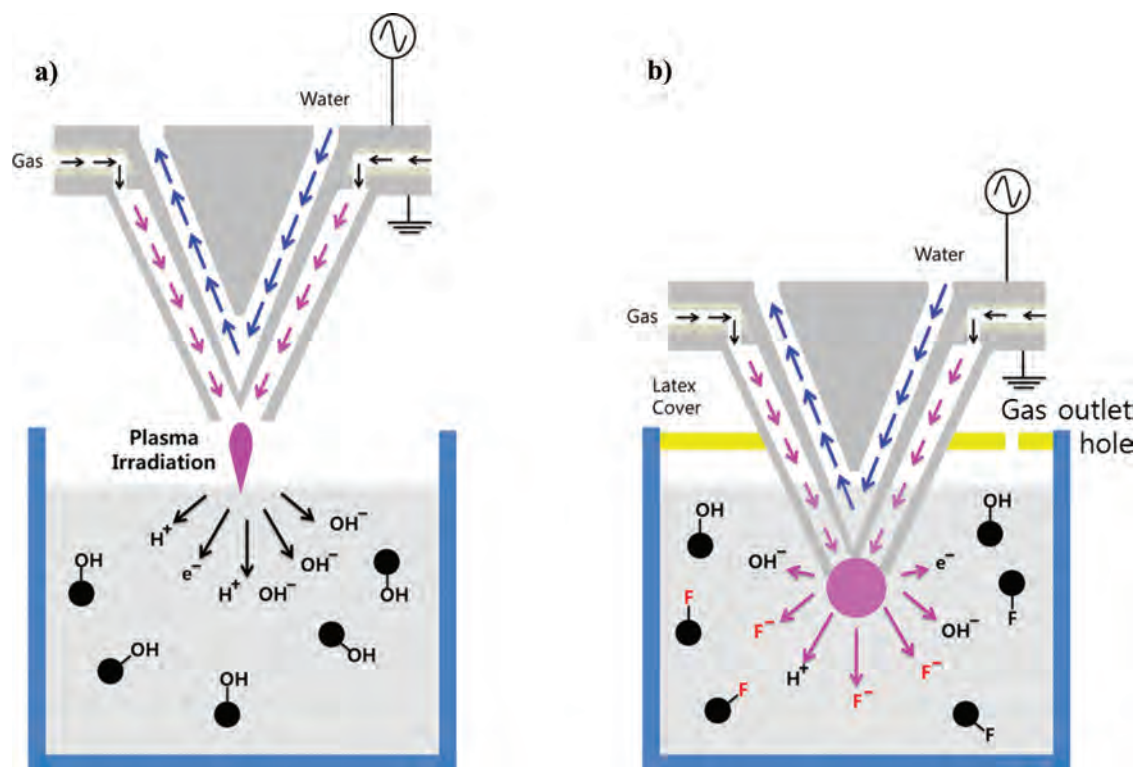 a)
Water
Gas
Plasma
Irradiation
H⁺
e⁻
H⁺
OH⁻
OH⁻
OH⁻
OH
OH
OH
OH
OH
b)
Water
Gas
Latex
Cover
Gas outlet
hole
OH
OH
OH⁻
e⁻
F
F
F⁻
OH⁻
H⁺
F⁻
F⁻
F
F